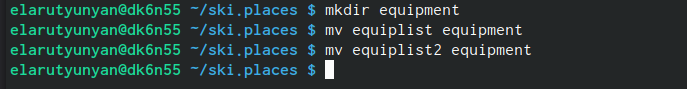 elarutyunyan@dk6n55 ~/ski.places $ mkdir equipment
elarutyunyan@dk6n55 ~/ski.places $ mv equiplist equipment
elarutyunyan@dk6n55 ~/ski.places $ mv equiplist2 equipment
elarutyunyan@dk6n55 ~/ski.places $